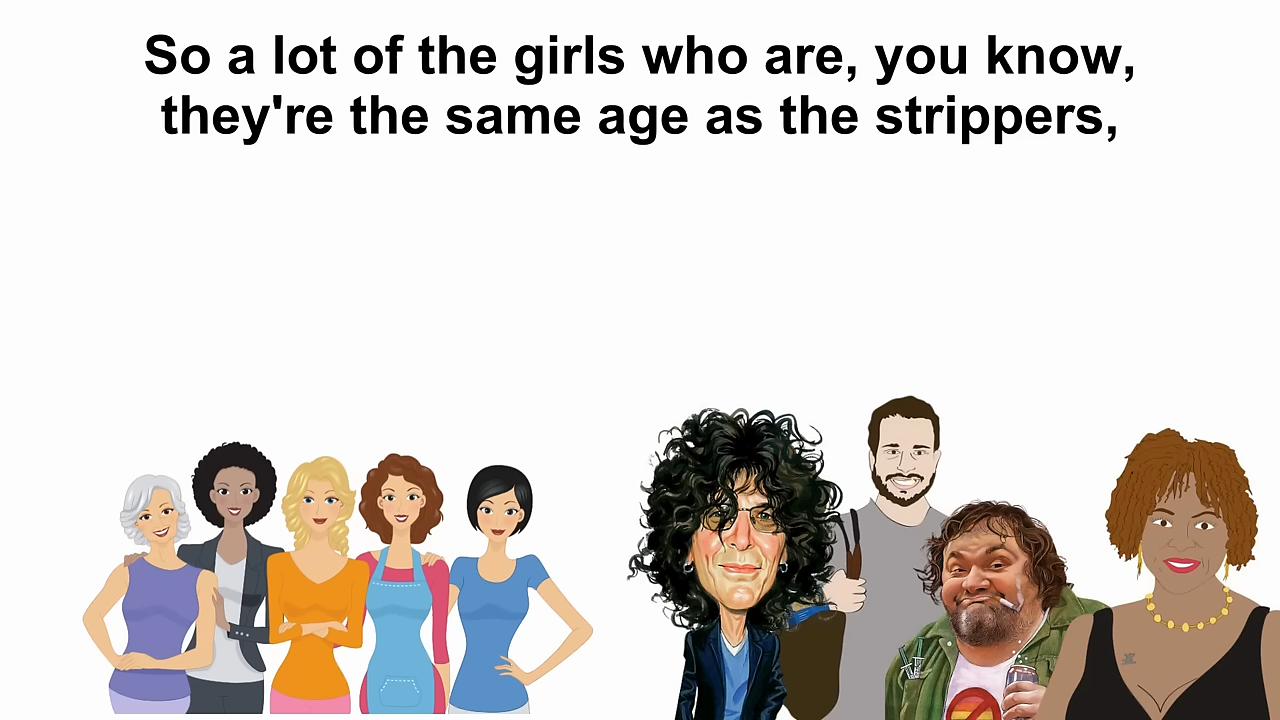 So a lot of the girls who are, you know,
they're the same age as the strippers,